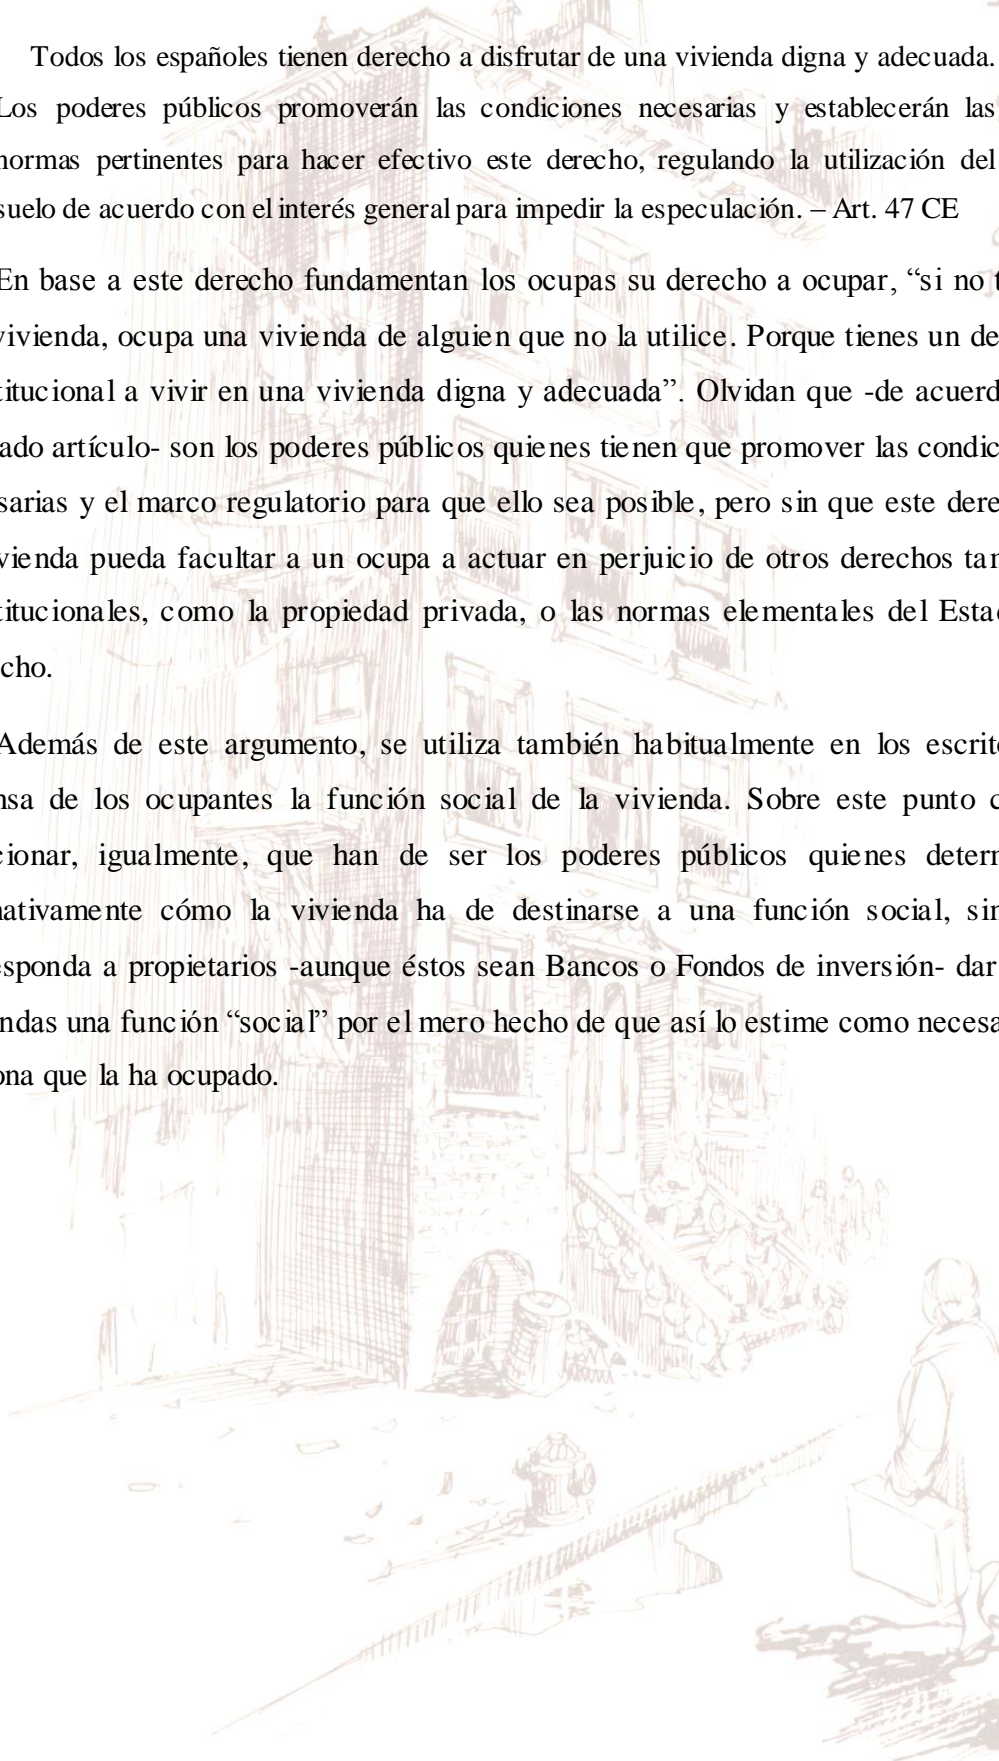 Todos los españoles tienen derecho a disfrutar de una vivienda digna y adecuada.
Los poderes públicos promoverán las condiciones necesarias y establecerán las
normas pertinentes para hacer efectivo este derecho, regulando la utilización del
suelo de acuerdo con el interés general para impedir la especulación. – Art. 47 CE
En base a este derecho fundamentan los ocupas su derecho a ocupar, “si no t
vivienda, ocupa una vivienda de alguien que no la utilice. Porque tienes un de
titucional a vivir en una vivienda digna y adecuada”. Olvidan que -de acuerd
ado artículo- son los poderes públicos quienes tienen que promover las condic
sarias y el marco regulatorio para que ello sea posible, pero sin que este dere
vienda pueda facultar a un ocupa a actuar en perjuicio de otros derechos tan
titucionales, como la propiedad privada, o las normas elementales del Estad
cho.
Además de este argumento, se utiliza también habitualmente en los escrito
nsa de los ocupantes la función social de la vivienda. Sobre este punto c
cionar, igualmente, que han de ser los poderes públicos quienes determ
nativamente cómo la vivienda ha de destinarse a una función social, sin
esponda a propietarios -aunque éstos sean Bancos o Fondos de inversión- dar
ndas una función “social” por el mero hecho de que así lo estime como necesa
ona que la ha ocupado.